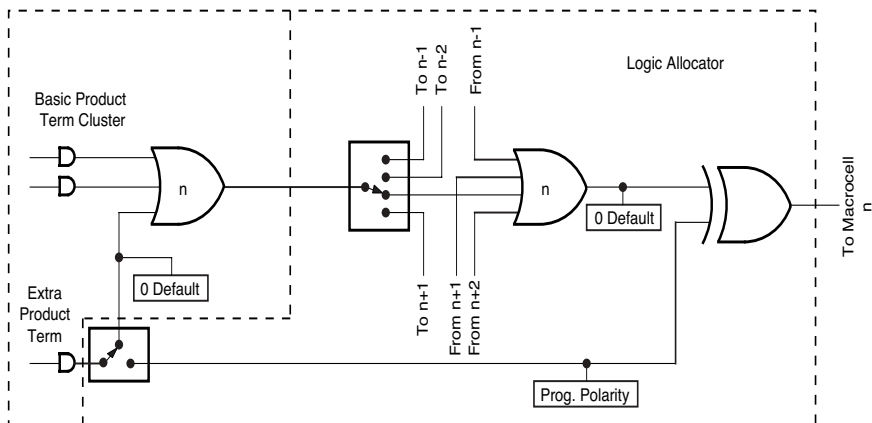 To n-1
To n-2
From n-1
Logic Allocator
Basic Product
Term Cluster
n
n
0 Default
To Macrocell
n
0 Default
Extra
Product
Term
To n+1
From n+1
From n+2
Prog. Polarity